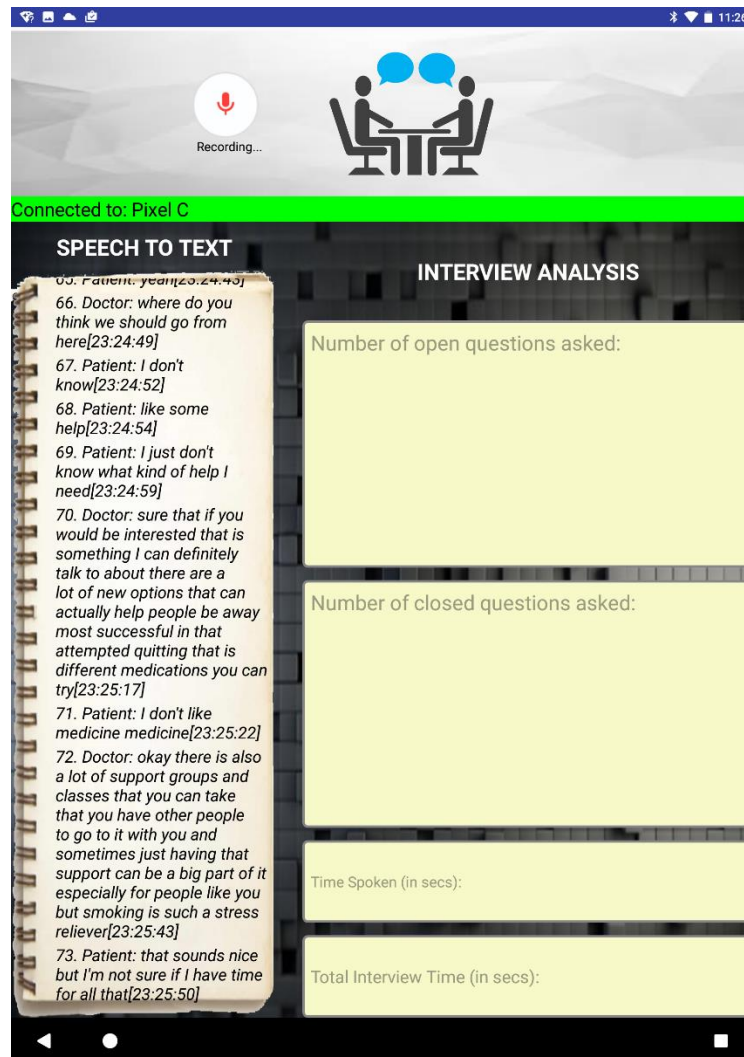 11:26
Recording...
Connected to: Pixel C
SPEECH TO TEXT
65. Patient: yeah[23:24:43]
66. Doctor: where do you
think we should go from
here[23:24:49]
67. Patient: I don't
know[23:24:52]
68. Patient: like some
help[23:24:54]
69. Patient: I just don't
know what kind of help I
need[23:24:59]
70. Doctor: sure that if you
would be interested that is
something I can definitely
talk to about there are a
lot of new options that can
actually help people be away
most successful in that
attempted quitting that is
different medications you can
try[23:25:17]
71. Patient: I don't like
medicine medicine[23:25:22]
72. Doctor: okay there is also
a lot of support groups and
classes that you can take
that you have other people
to go to it with you and
sometimes just having that
support can be a big part of it
especially for people like you
but smoking is such a stress
reliever[23:25:43]
73. Patient: that sounds nice
but I'm not sure if I have time
for all that[23:25:50]
INTERVIEW ANALYSIS
Number of open questions asked:
Number of closed questions asked:
Time Spoken (in secs):
Total Interview Time (in secs):